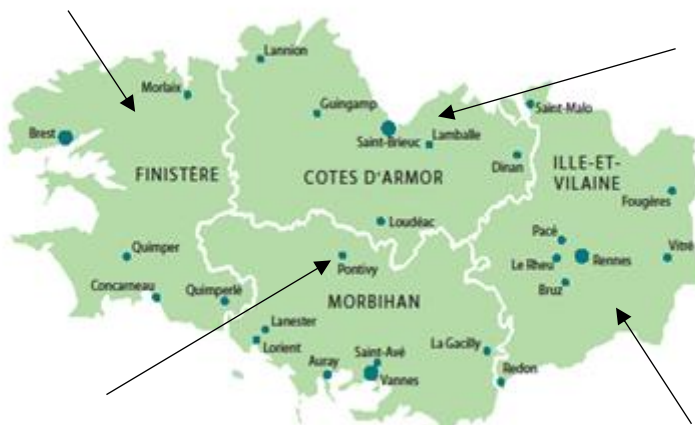 Lannion
Morlaix
Guingamp
Saint-Malo
Brest
Saint-Brieuc
Lamballe
Dinan
FINISTÈRE
COTES D'ARMOR
ILLE-ET-
VILAINE
Fougères
Loudéac
Pacé
Quimper
Pontivy
Le Rheu
Rennes
Vitré
Bruz
Concarneau
Quimperlé
MORBIHAN
Lanester
Lorient
Saint-Avé
La Gacilly
Auray
Vannes
Redon